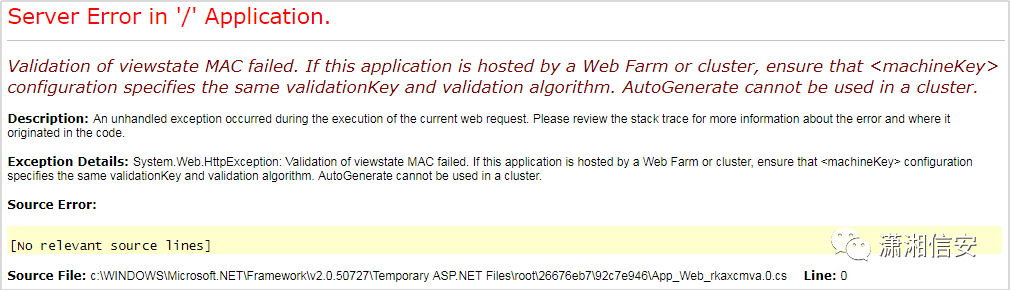 Server Error in '/' Application.
Validation of viewstate MAC failed. If this application is hosted by a Web Farm or cluster, ensure that <machineKey>
configuration specifies the same validationKey and validation algorithm. AutoGenerate cannot be used in a cluster.
Description: An unhandled exception occurred during the execution of the current web request. Please review the stack trace for more information about the error and where it
originated in the code.
Exception Details: System.Web.HttpException: Validation of viewstate MAC failed. If this application is hosted by a Web Farm or cluster, ensure that <machineKey> configuration
specifies the same validationKey and validation algorithm. AutoGenerate cannot be used in a cluster.
Source Error:
[No relevant source lines]
潇湘信安
Source File: c:\WINDOWS\Microsoft.NET\Framework\v2.0.50727\Temporary ASP.NET Files\root\26676eb7\92c7e946\App_Web_rkaxcmva.0.cs Line: 0